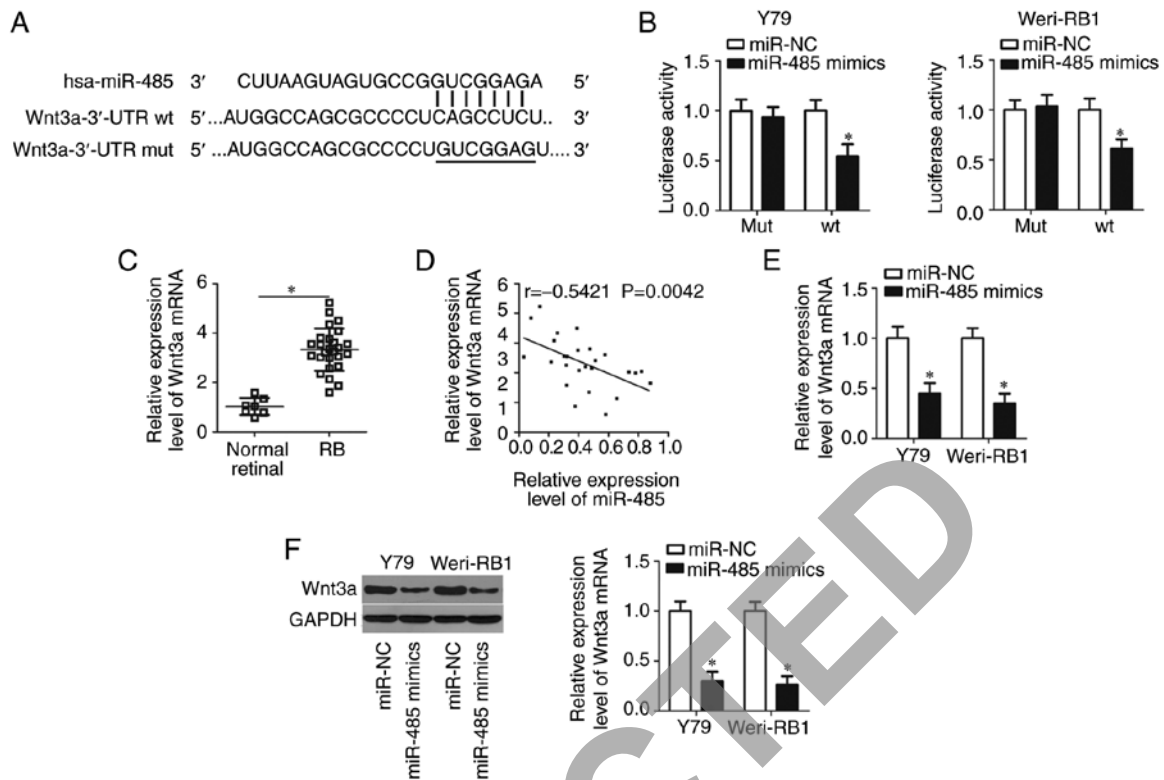 A
hsa-miR-485 3′ CUUAAGUAGUGCCGGUCGGAGA 5′
Wnt3a-3′-UTR wt 5′ ...AUGGCCAGCGCCCCUCAGCCUCU.. 3′
Wnt3a-3′-UTR mut 5′ ...AUGGCCAGCGCCCCUGUCGGAGU.... 3′
B
Y79
miR-NC
miR-485 mimics
Luciferase activity
1.5
1.0
0.5
0.0
*
Mut wt
Weri-RB1
miR-NC
miR-485 mimics
Luciferase activity
1.5
1.0
0.5
0.0
*
Mut wt
C
Relative expression
level of Wnt3a mRNA
6
4
2
0
*
Normal
retinal
RB
D
r=−0.5421 P=0.0042
Relative expression
level of Wnt3a mRNA
6
5
4
3
2
1
0
0.0 0.2 0.4 0.6 0.8 1.0
Relative expression
level of miR-485
E
miR-NC
miR-485 mimics
Relative expression
level of Wnt3a mRNA
1.5
1.0
0.5
0.0
* *
Y79 Weri-RB1
F
Y79 Weri-RB1
Wnt3a
GAPDH
miR-NC
miR-485 mimics
miR-NC
miR-485 mimics
miR-NC
miR-485 mimics
Relative expression
level of Wnt3a mRNA
1.5
1.0
0.5
0.0
* *
Y79 Weri-RB1
CTED